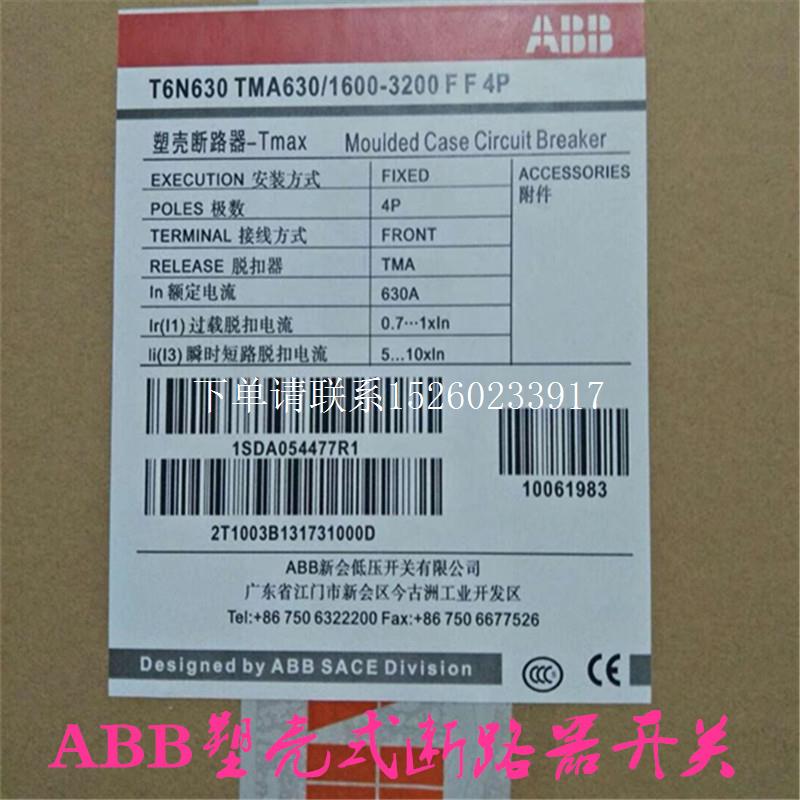 ABB
T6N630 TMA630/1600-3200 F F 4P
塑壳断路器-Tmax Moulded Case Circuit Breaker
EXECUTION 安装方式 FIXED ACCESSORIES
附件
POLES 极数 4P
TERMINAL 接线方式 FRONT
RELEASE 脱扣器 TMA
In 额定电流 630A
Ir(I1) 过载脱扣电流 0.7…1xIn
Ii(I3) 瞬时短路脱扣电流 5...10xIn
下单请联系15260233917
1SDA054477R1
10061983
2T1003B131731000D
ABB新会低压开关有限公司
广东省江门市新会区今古洲工业开发区
Tel:+86 750 6322200 Fax:+86 750 6677526
Designed by ABB SACE Division CCC CE
ABB塑壳式断路器开关